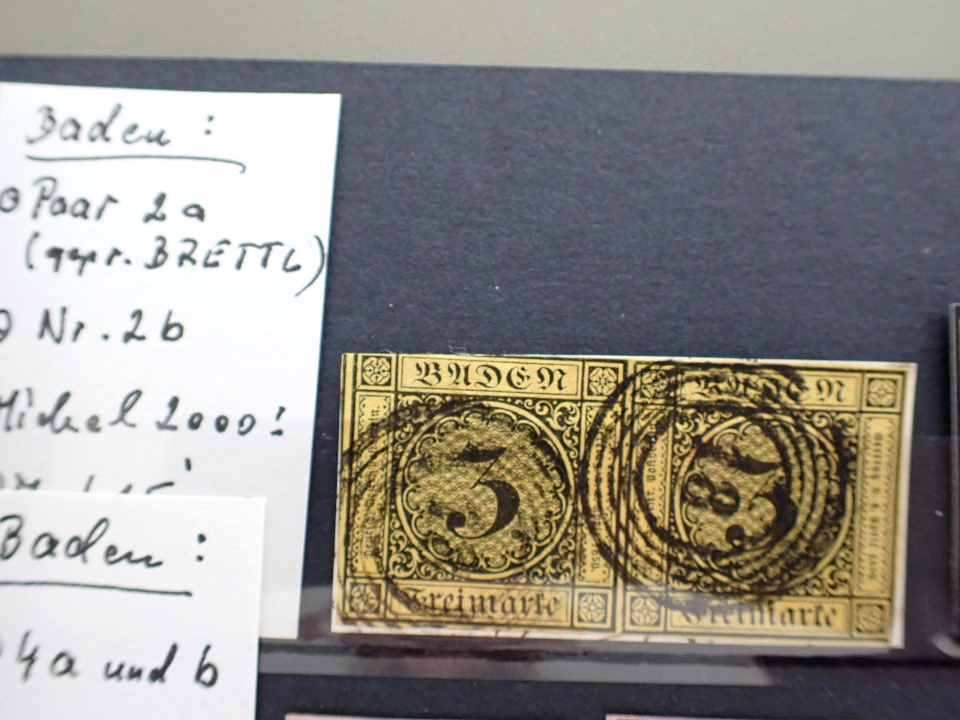 Baden :
Paar 2a
(gepr. BRETTL)
Nr. 2b
Michel 2000!
Baden :
4a und b
BADEN
BADEN
3
Freimarke
Freimarke